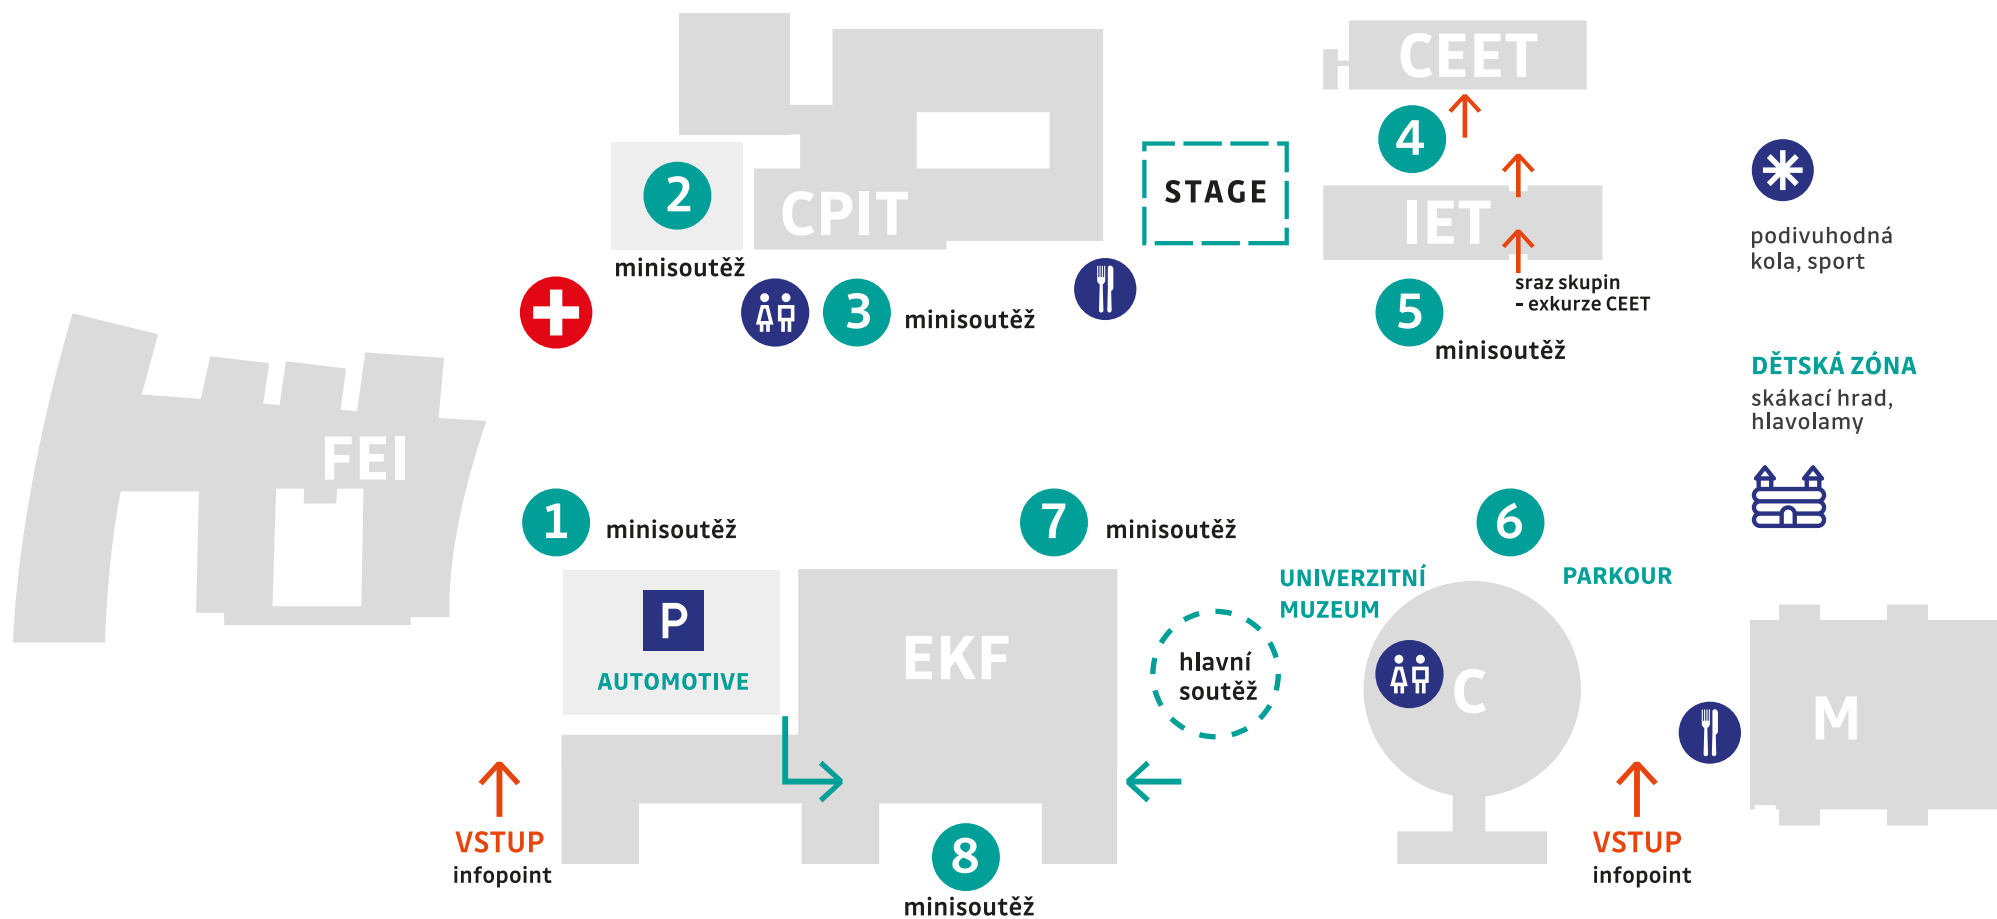 CEET
4
2
CPIT
STAGE
IET
minisoutěž
podivuhodná
kola, sport
sraz skupin
- exkurze CEET
3
minisoutěž
5
minisoutěž
DĚTSKÁ ZÓNA
skákací hrad,
hlavolamy
FEI
1
minisoutěž
7
minisoutěž
6
UNIVERZITNÍ
MUZEUM
PARKOUR
P
AUTOMOTIVE
EKF
hlavní
soutěž
C
M
VSTUP
infopoint
8
minisoutěž
VSTUP
infopoint